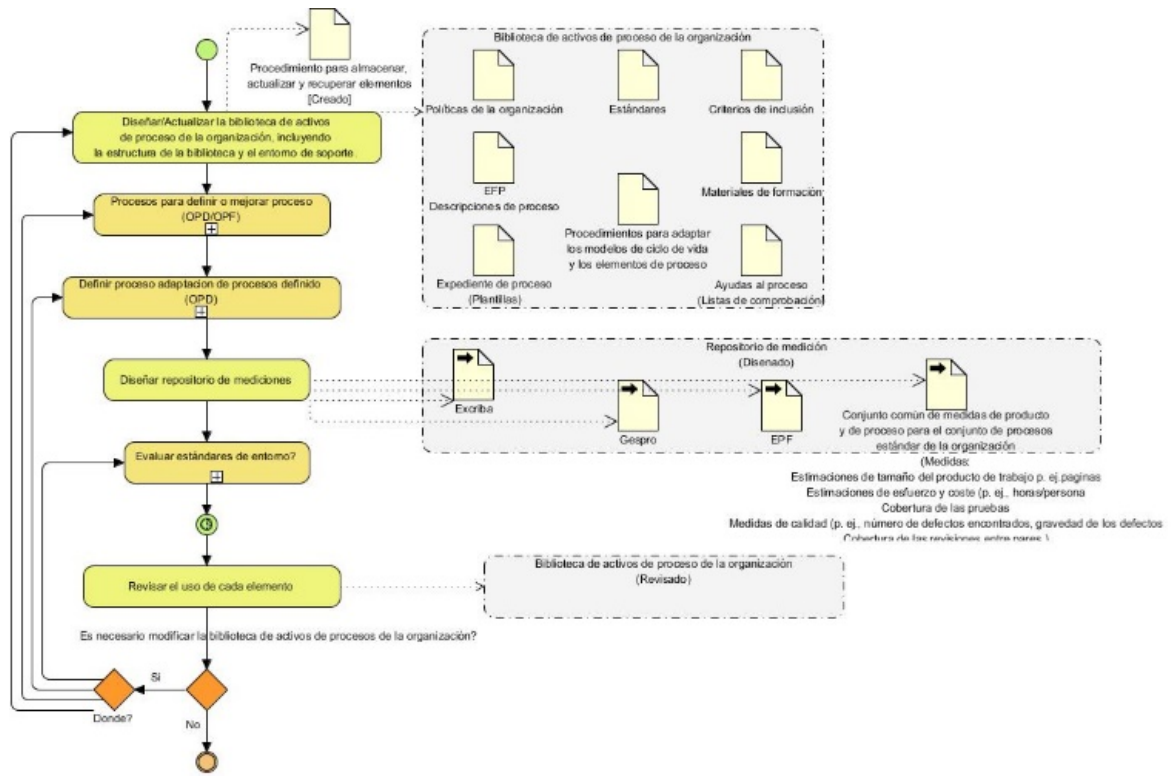 Procedimiento para almacenar,
actualizar y recuperar elementos
[Creado]
Biblioteca de activos de proceso de la organización
Políticas de la organización
Estándares
Criterios de inclusión
EFP
Descripciones de proceso
Procedimientos para adaptar
los modelos de ciclo de vida
y los elementos de proceso
Materiales de formación
Expediente de proceso
(Plantillas)
Ayudas al proceso
(Listas de comprobación)
Diseñar/Actualizar la biblioteca de activos
de proceso de la organización, incluyendo
la estructura de la biblioteca y el entorno de soporte.
Procesos para definir o mejorar proceso
(OPD/OPF)
Definir proceso adaptacion de procesos definido
(OPD)
Diseñar repositorio de mediciones
Repositorio de medición
(Disenado)
Excriba
Gespro
EPF
Conjunto común de medidas de producto
y de proceso para el conjunto de procesos
estándar de la organización
(Medidas:
Estimaciones de tamaño del producto de trabajo p. ej.paginas
Estimaciones de esfuerzo y coste (p. ej., horas/persona
Cobertura de las pruebas
Medidas de calidad (p. ej., número de defectos encontrados, gravedad de los defectos
Cobertura de las revisiones entre pares.)
Evaluar estándares de entorno?
Revisar el uso de cada elemento
Biblioteca de activos de proceso de la organización
(Revisado)
Es necesario modificar la biblioteca de activos de procesos de la organización?
Si
Donde?
No